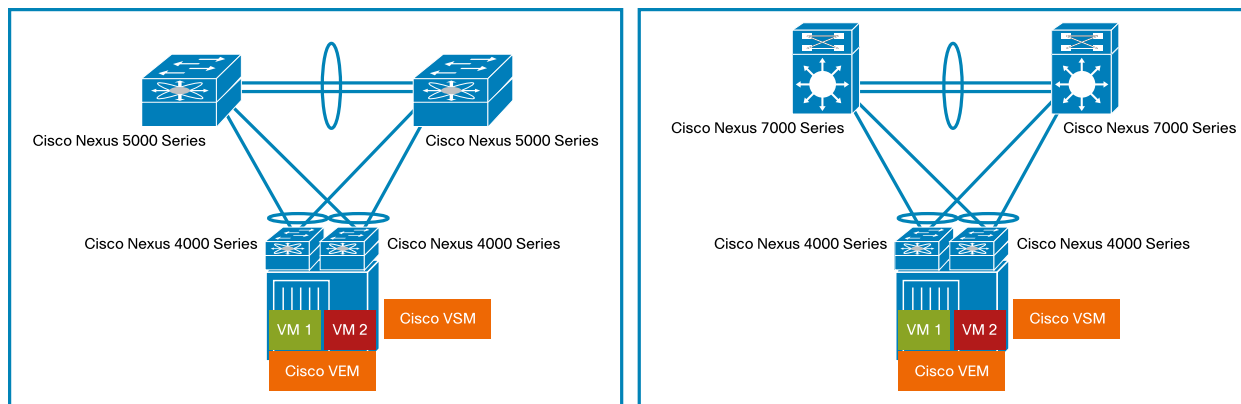 Cisco Nexus 5000 Series
Cisco Nexus 5000 Series
Cisco Nexus 4000 Series
Cisco Nexus 4000 Series
VM 1
VM 2
Cisco VSM
Cisco VEM
Cisco Nexus 7000 Series
Cisco Nexus 7000 Series
Cisco Nexus 4000 Series
Cisco Nexus 4000 Series
VM 1
VM 2
Cisco VSM
Cisco VEM